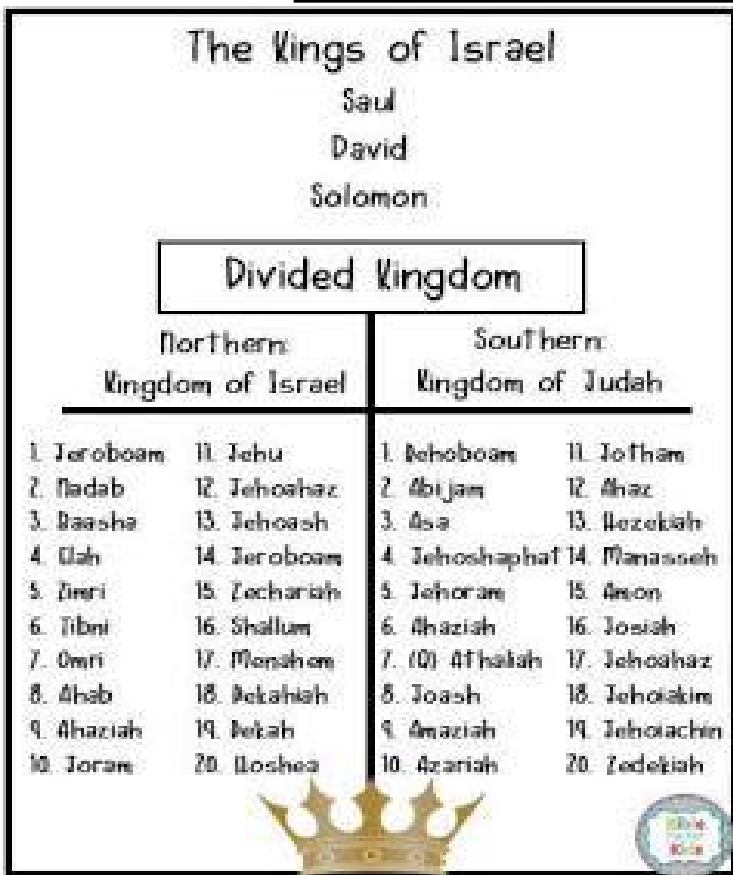 The Kings of Israel
Saul
David
Solomon
Divided Kingdom
Northern:
Kingdom of Israel
1. Jeroboam
2. Nadab
3. Baasha
4. Elah
5. Zimri
6. Tibni
7. Omri
8. Ahab
9. Ahaziah
10. Joram
11. Jehu
12. Jehoahaz
13. Jehoash
14. Jeroboam
15. Zechariah
16. Shallum
17. Menahem
18. Pekahiah
19. Pekah
20. Hoshea
Southern:
Kingdom of Judah
1. Rehoboam
2. Abijam
3. Asa
4. Jehoshaphat
5. Jehoram
6. Ahaziah
7. (Q) Athaliah
8. Joash
9. Amaziah
10. Azariah
11. Jotham
12. Ahaz
13. Hezekiah
14. Manasseh
15. Amon
16. Josiah
17. Jehoahaz
18. Jehoiakim
19. Jehoiachin
20. Zedekiah
Bible
Kids